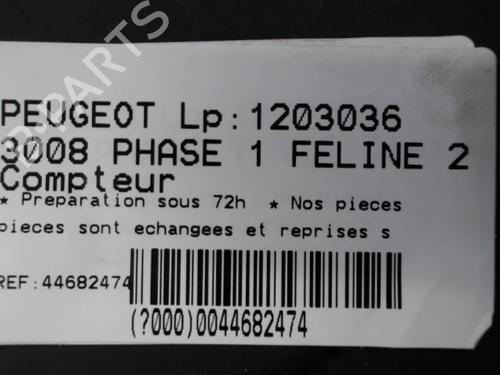 PEUGEOT Lp:1203036
3008 PHASE 1 FELINE 2
Compteur
* Preparation sous 72h * Nos pieces
pieces sont echangees et reprises s
REF:44682474
(?000)0044682474
B-PARTS